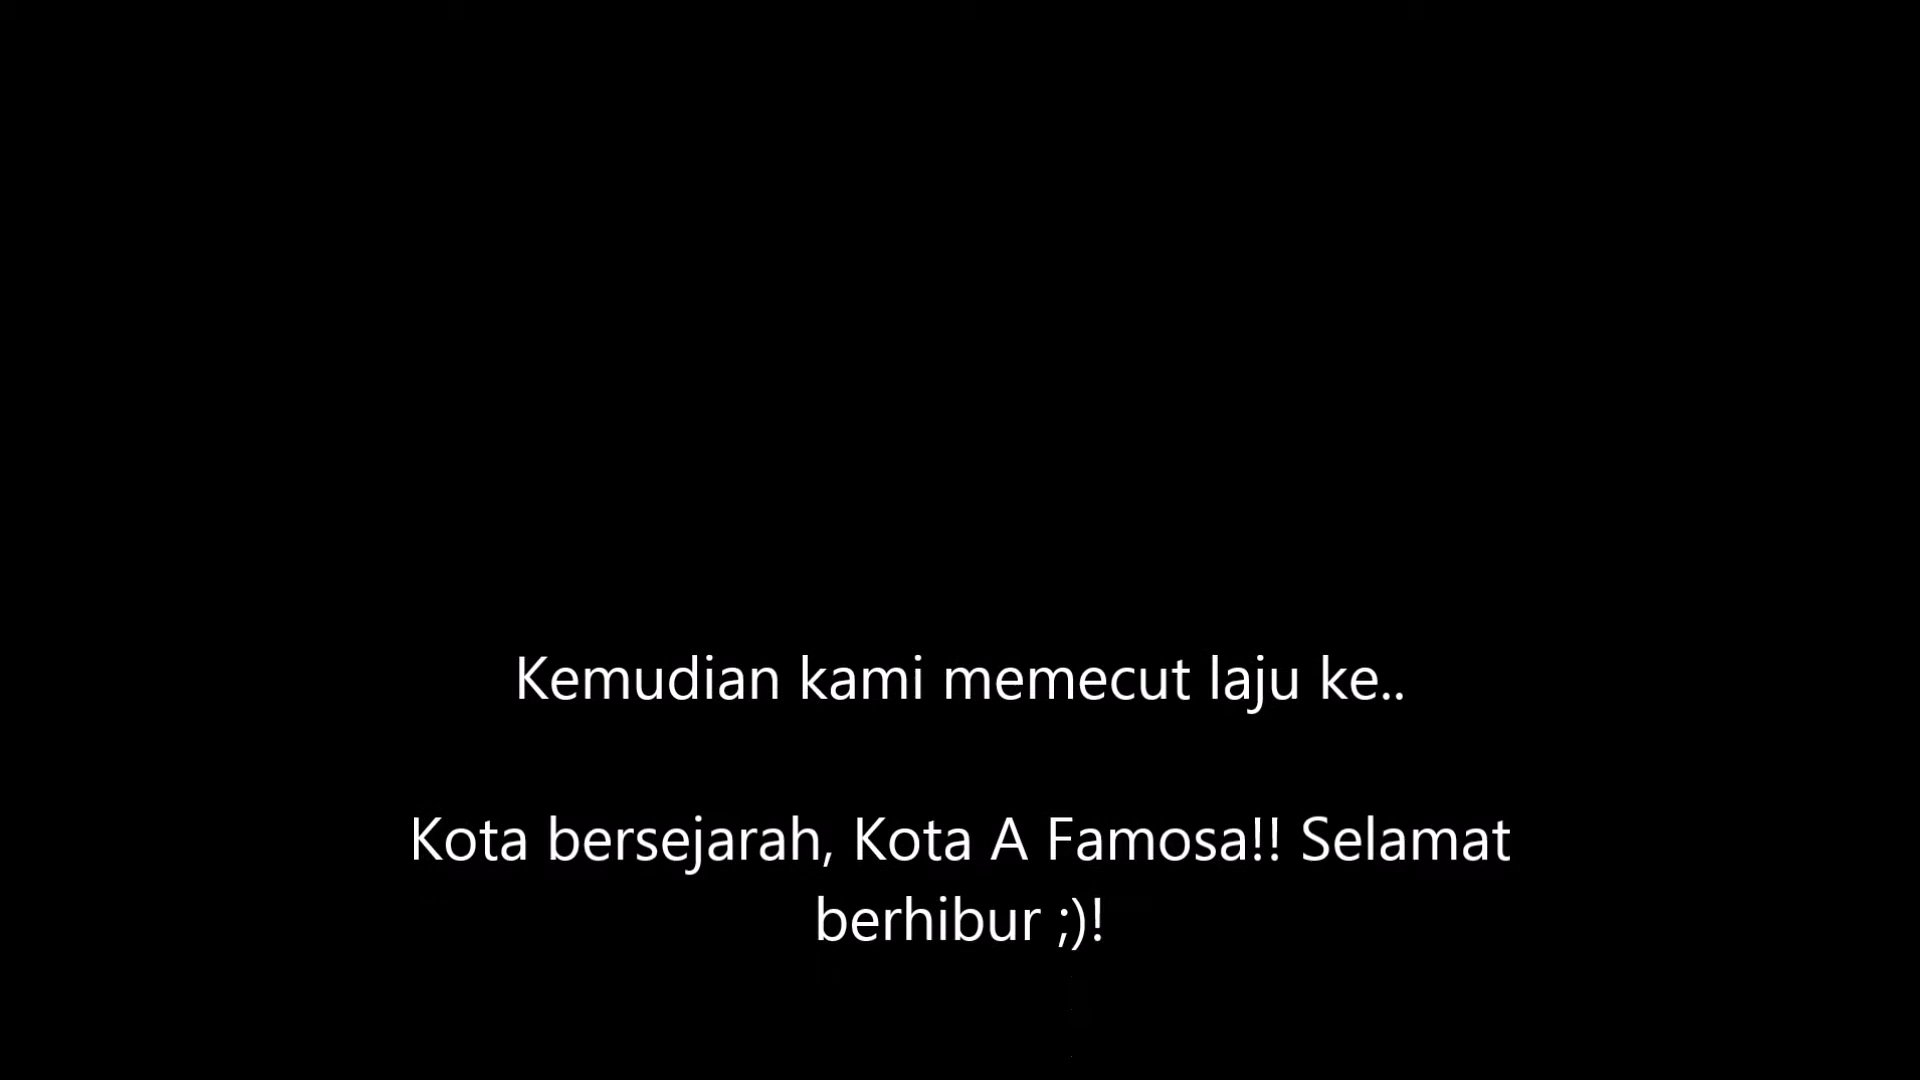 Kemudian kami memecut laju ke..
Kota bersejarah, Kota A Famosa!! Selamat
berhibur ;)!